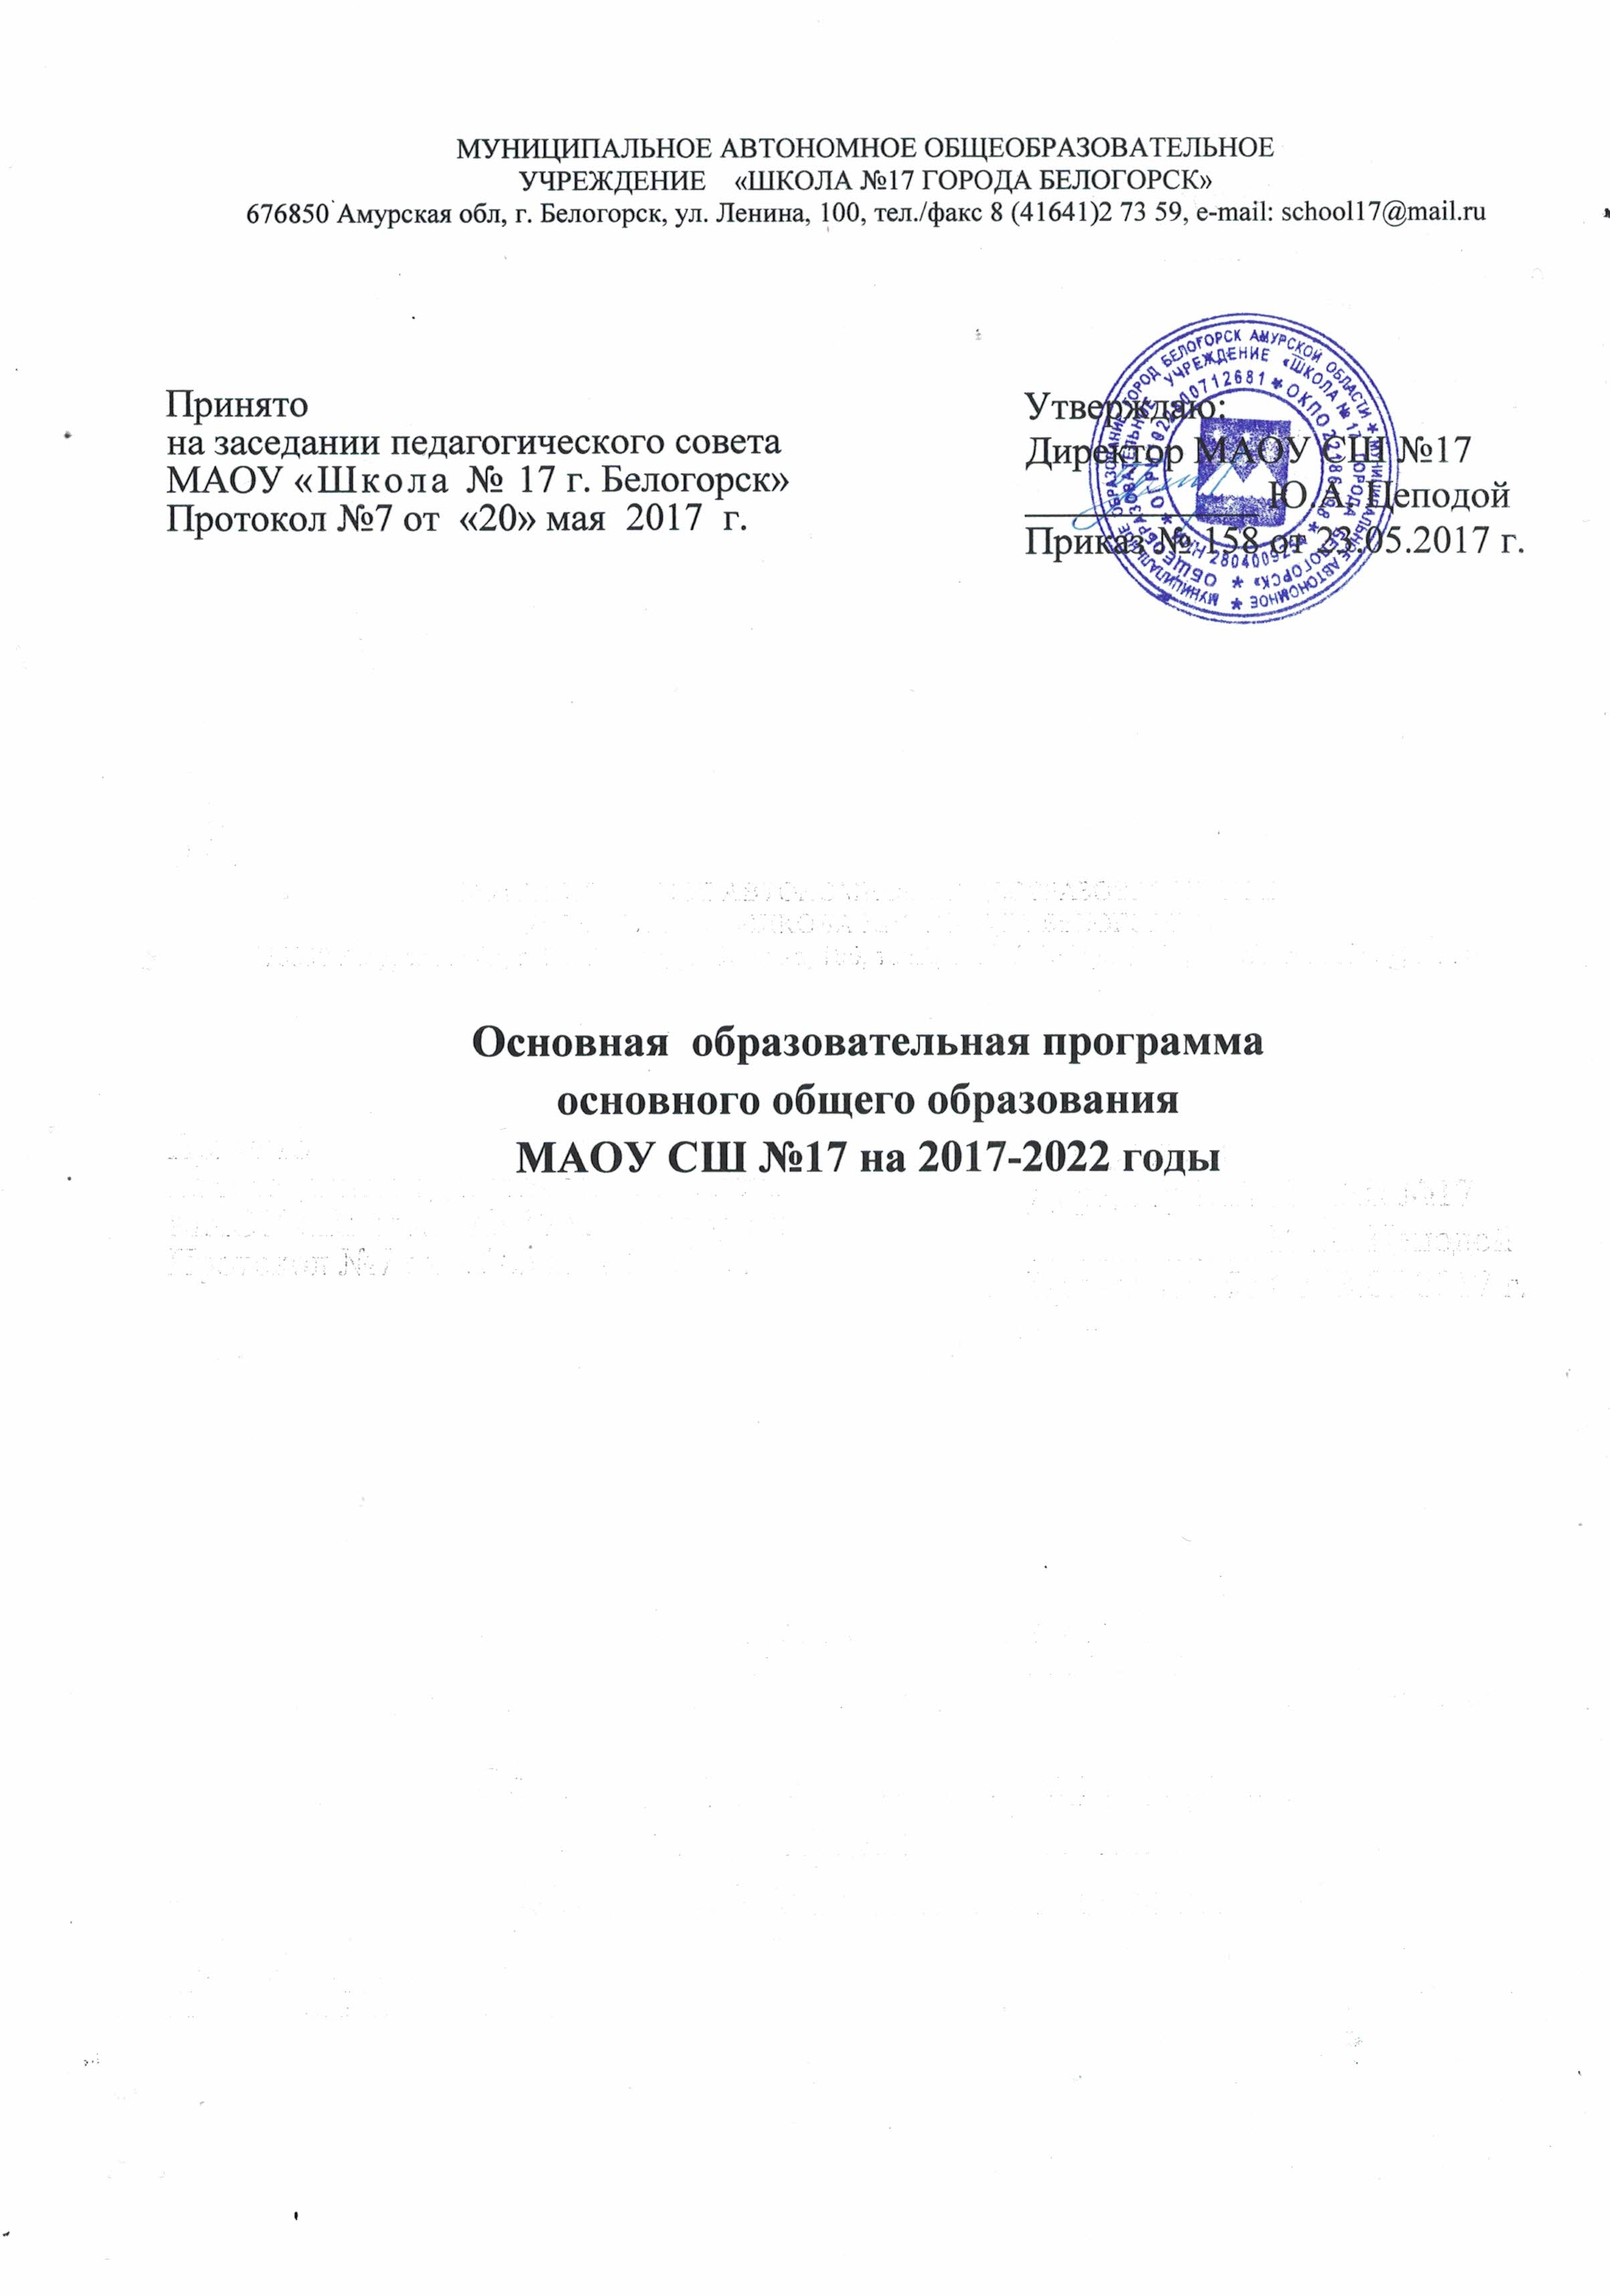 МУНИЦИПАЛЬНОЕ АВТОНОМНОЕ ОБЩЕОБРАЗОВАТЕЛЬНОЕ
УЧРЕЖДЕНИЕ «ШКОЛА №17 ГОРОДА БЕЛОГОРСК»
676850 Амурская обл, г. Белогорск, ул. Ленина, 100, тел./факс 8 (41641)2 73 59, e-mail: school17@mail.ru
Принято
на заседании педагогического совета
МАОУ «Школа № 17 г. Белогорск»
Протокол №7 от «20» мая 2017 г.
Утверждаю:
Директор МАОУ СШ №17
Ю.А. Цеподой
Приказ № 158 от 23.05.2017 г.
Основная образовательная программа
основного общего образования
МАОУ СШ №17 на 2017-2022 годы